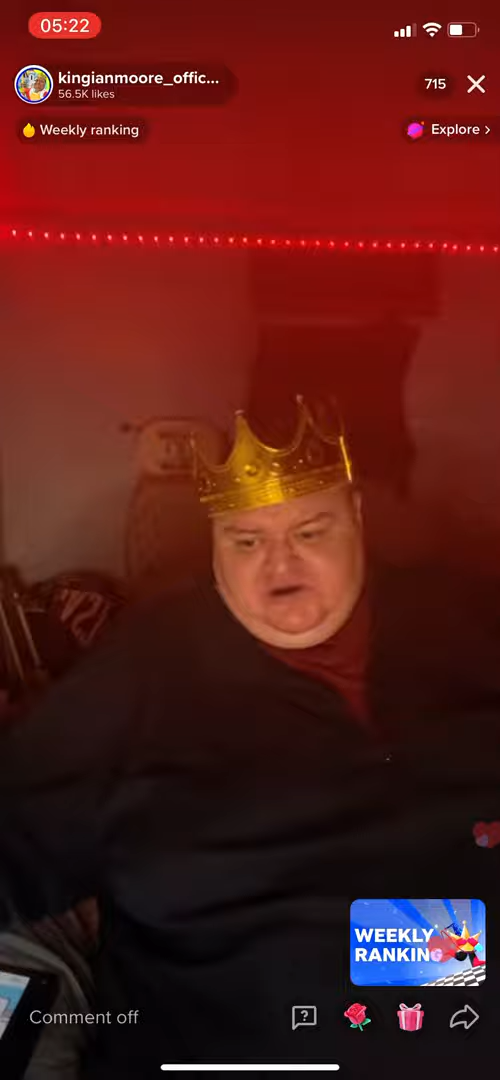 05:22
kingianmoore_offic...
56.5K likes
715
Weekly ranking
Explore
WEEKLY
RANKING
Comment off